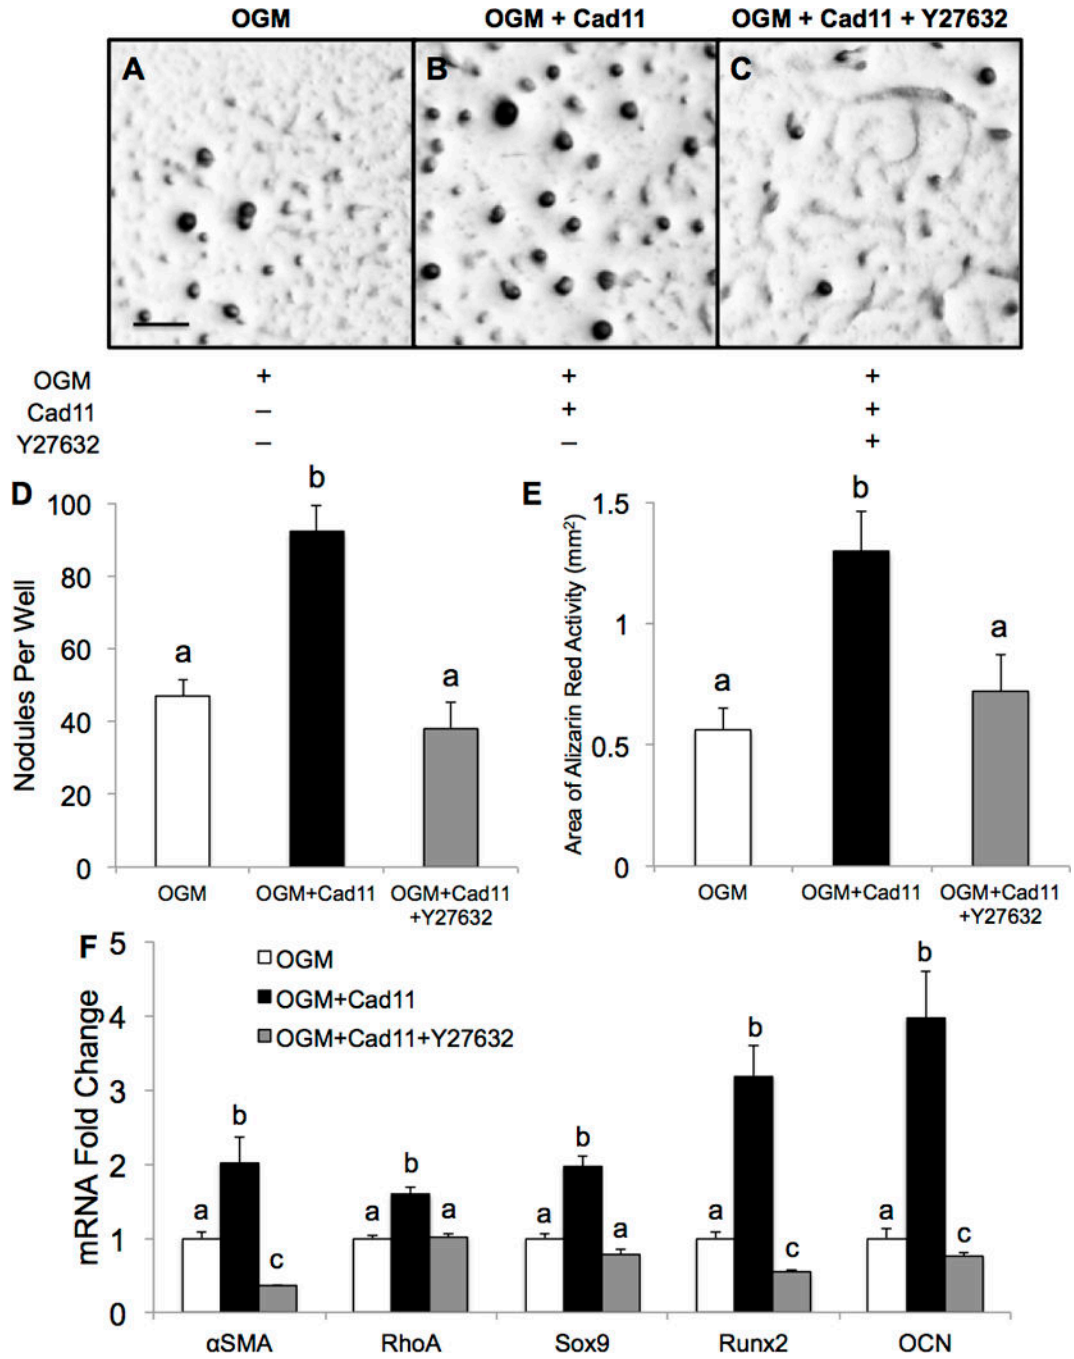 OGM
OGM + Cad11
OGM + Cad11 + Y27632
A
B
C
OGM + + +
Cad11 – + +
Y27632 – – +
D
100
80
60
40
20
0
Nodules Per Well
a
b
a
OGM
OGM+Cad11
OGM+Cad11
+Y27632
E
1.5
1
0.5
0
Area of Alizarin Red Activity (mm²)
a
b
a
OGM
OGM+Cad11
OGM+Cad11
+Y27632
F
5
4
3
2
1
0
mRNA Fold Change
OGM
OGM+Cad11
OGM+Cad11+Y27632
a b c
a b a
a b a
a b c
a b c
αSMA
RhoA
Sox9
Runx2
OCN